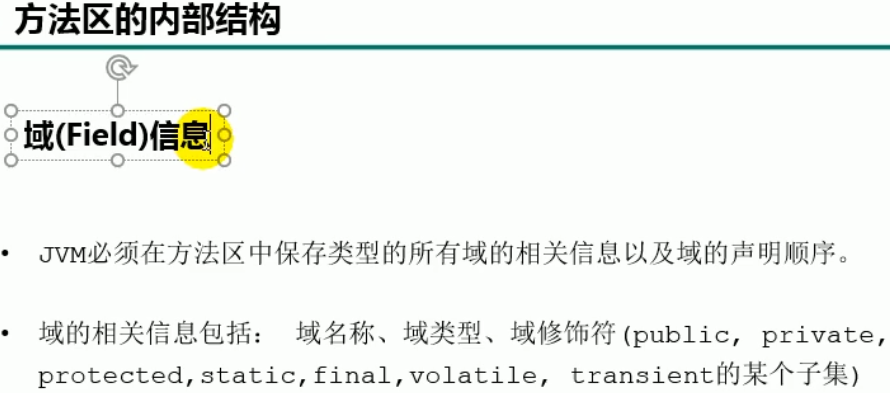 方法区的内部结构
域(Field)信息
• JVM必须在方法区中保存类型的所有域的相关信息以及域的声明顺序。
• 域的相关信息包括： 域名称、域类型、域修饰符(public, private,
protected,static,final,volatile, transient的某个子集)